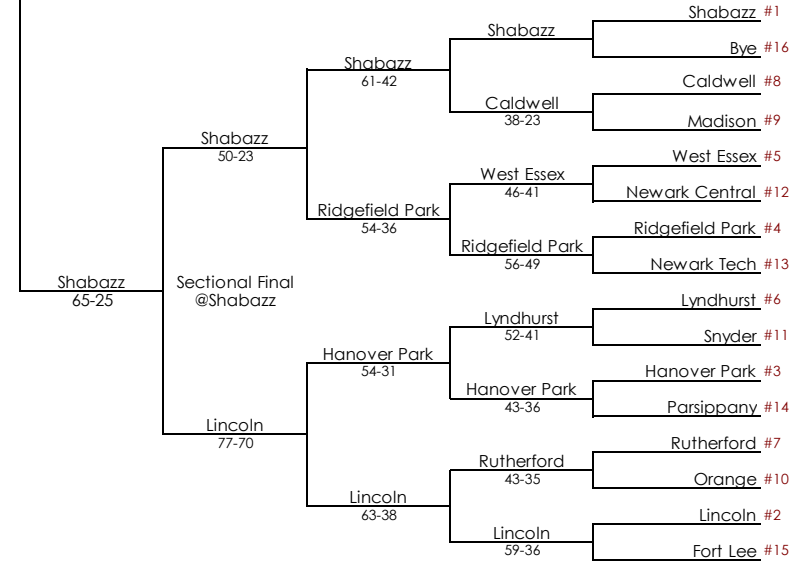 Shabazz #1
Shabazz
Bye #16
Shabazz
61-42
Caldwell #8
Caldwell
38-23
Madison #9
Shabazz
50-23
West Essex #5
West Essex
46-41
Newark Central #12
Ridgefield Park
54-36
Ridgefield Park #4
Ridgefield Park
56-49
Newark Tech #13
Shabazz
65-25
Sectional Final
@Shabazz
Lyndhurst #6
Lyndhurst
52-41
Snyder #11
Hanover Park
54-31
Hanover Park #3
Hanover Park
43-36
Parsippany #14
Lincoln
77-70
Rutherford #7
Rutherford
43-35
Orange #10
Lincoln
63-38
Lincoln #2
Lincoln
59-36
Fort Lee #15